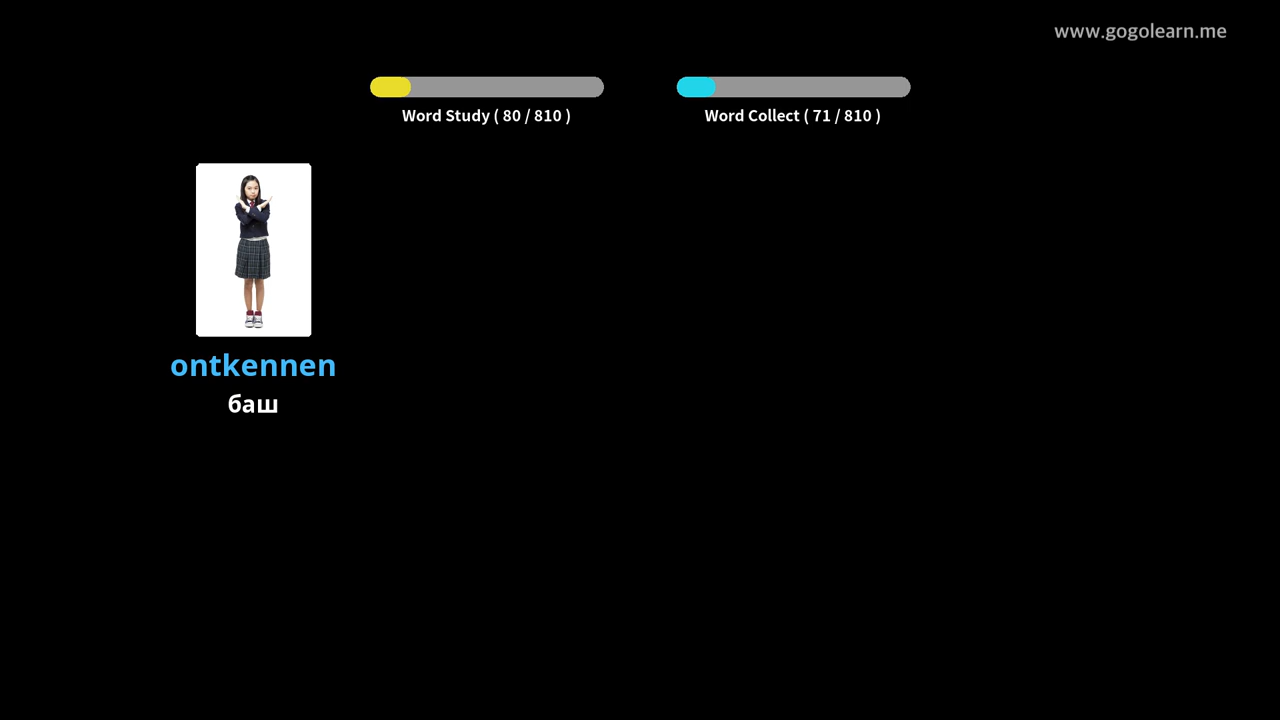 www.gogolearn.me
Word Study ( 80 / 810 )
Word Collect ( 71 / 810 )
ontkennen
баш